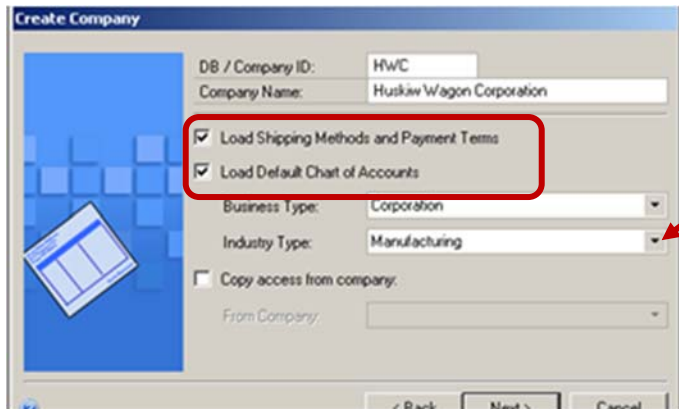 Create Company
DB / Company ID: HWC
Company Name: Huskiw Wagon Corporation
Load Shipping Methods and Payment Terms
Load Default Chart of Accounts
Business Type: Corporation
Industry Type: Manufacturing
Copy access from company:
From Company:
< Back Next > Cancel